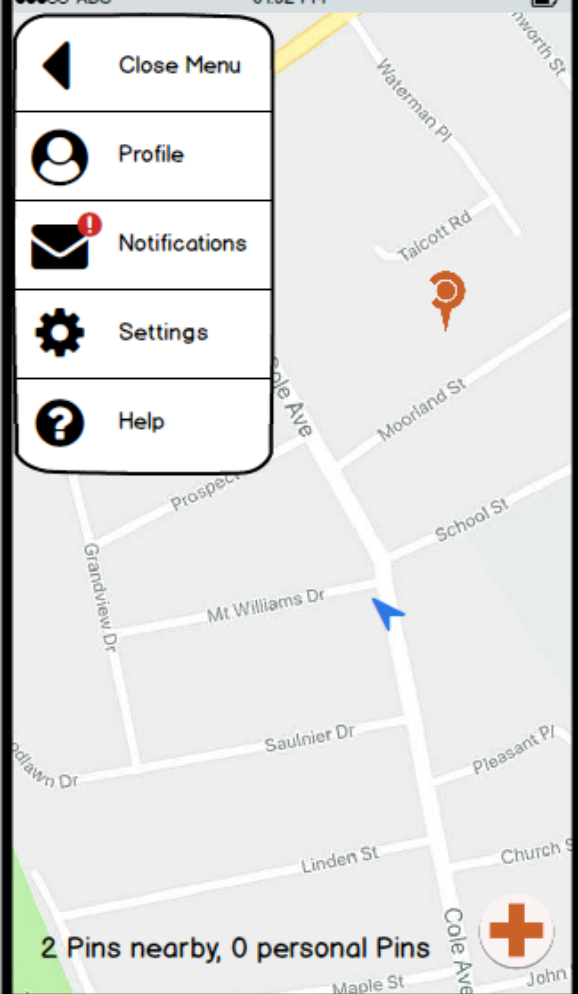 Close Menu
Profile
Notifications
Settings
Help
Waterman Pl
Talcott Rd
Cole Ave
Moorland St
Prospect
School St
Grandview Dr
Mt Williams Dr
Saulnier Dr
Pleasant Pl
Linden St
Church S
2 Pins nearby, 0 personal Pins
Cole Ave
Maple St
John